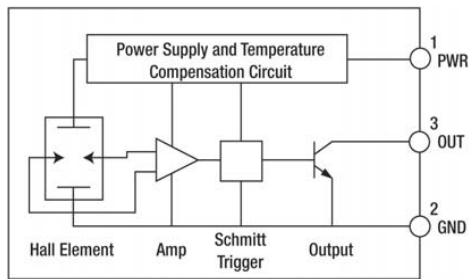 Power Supply and Temperature
Compensation Circuit
1
PWR
3
OUT
2
GND
Hall Element
Amp
Schmitt
Trigger
Output